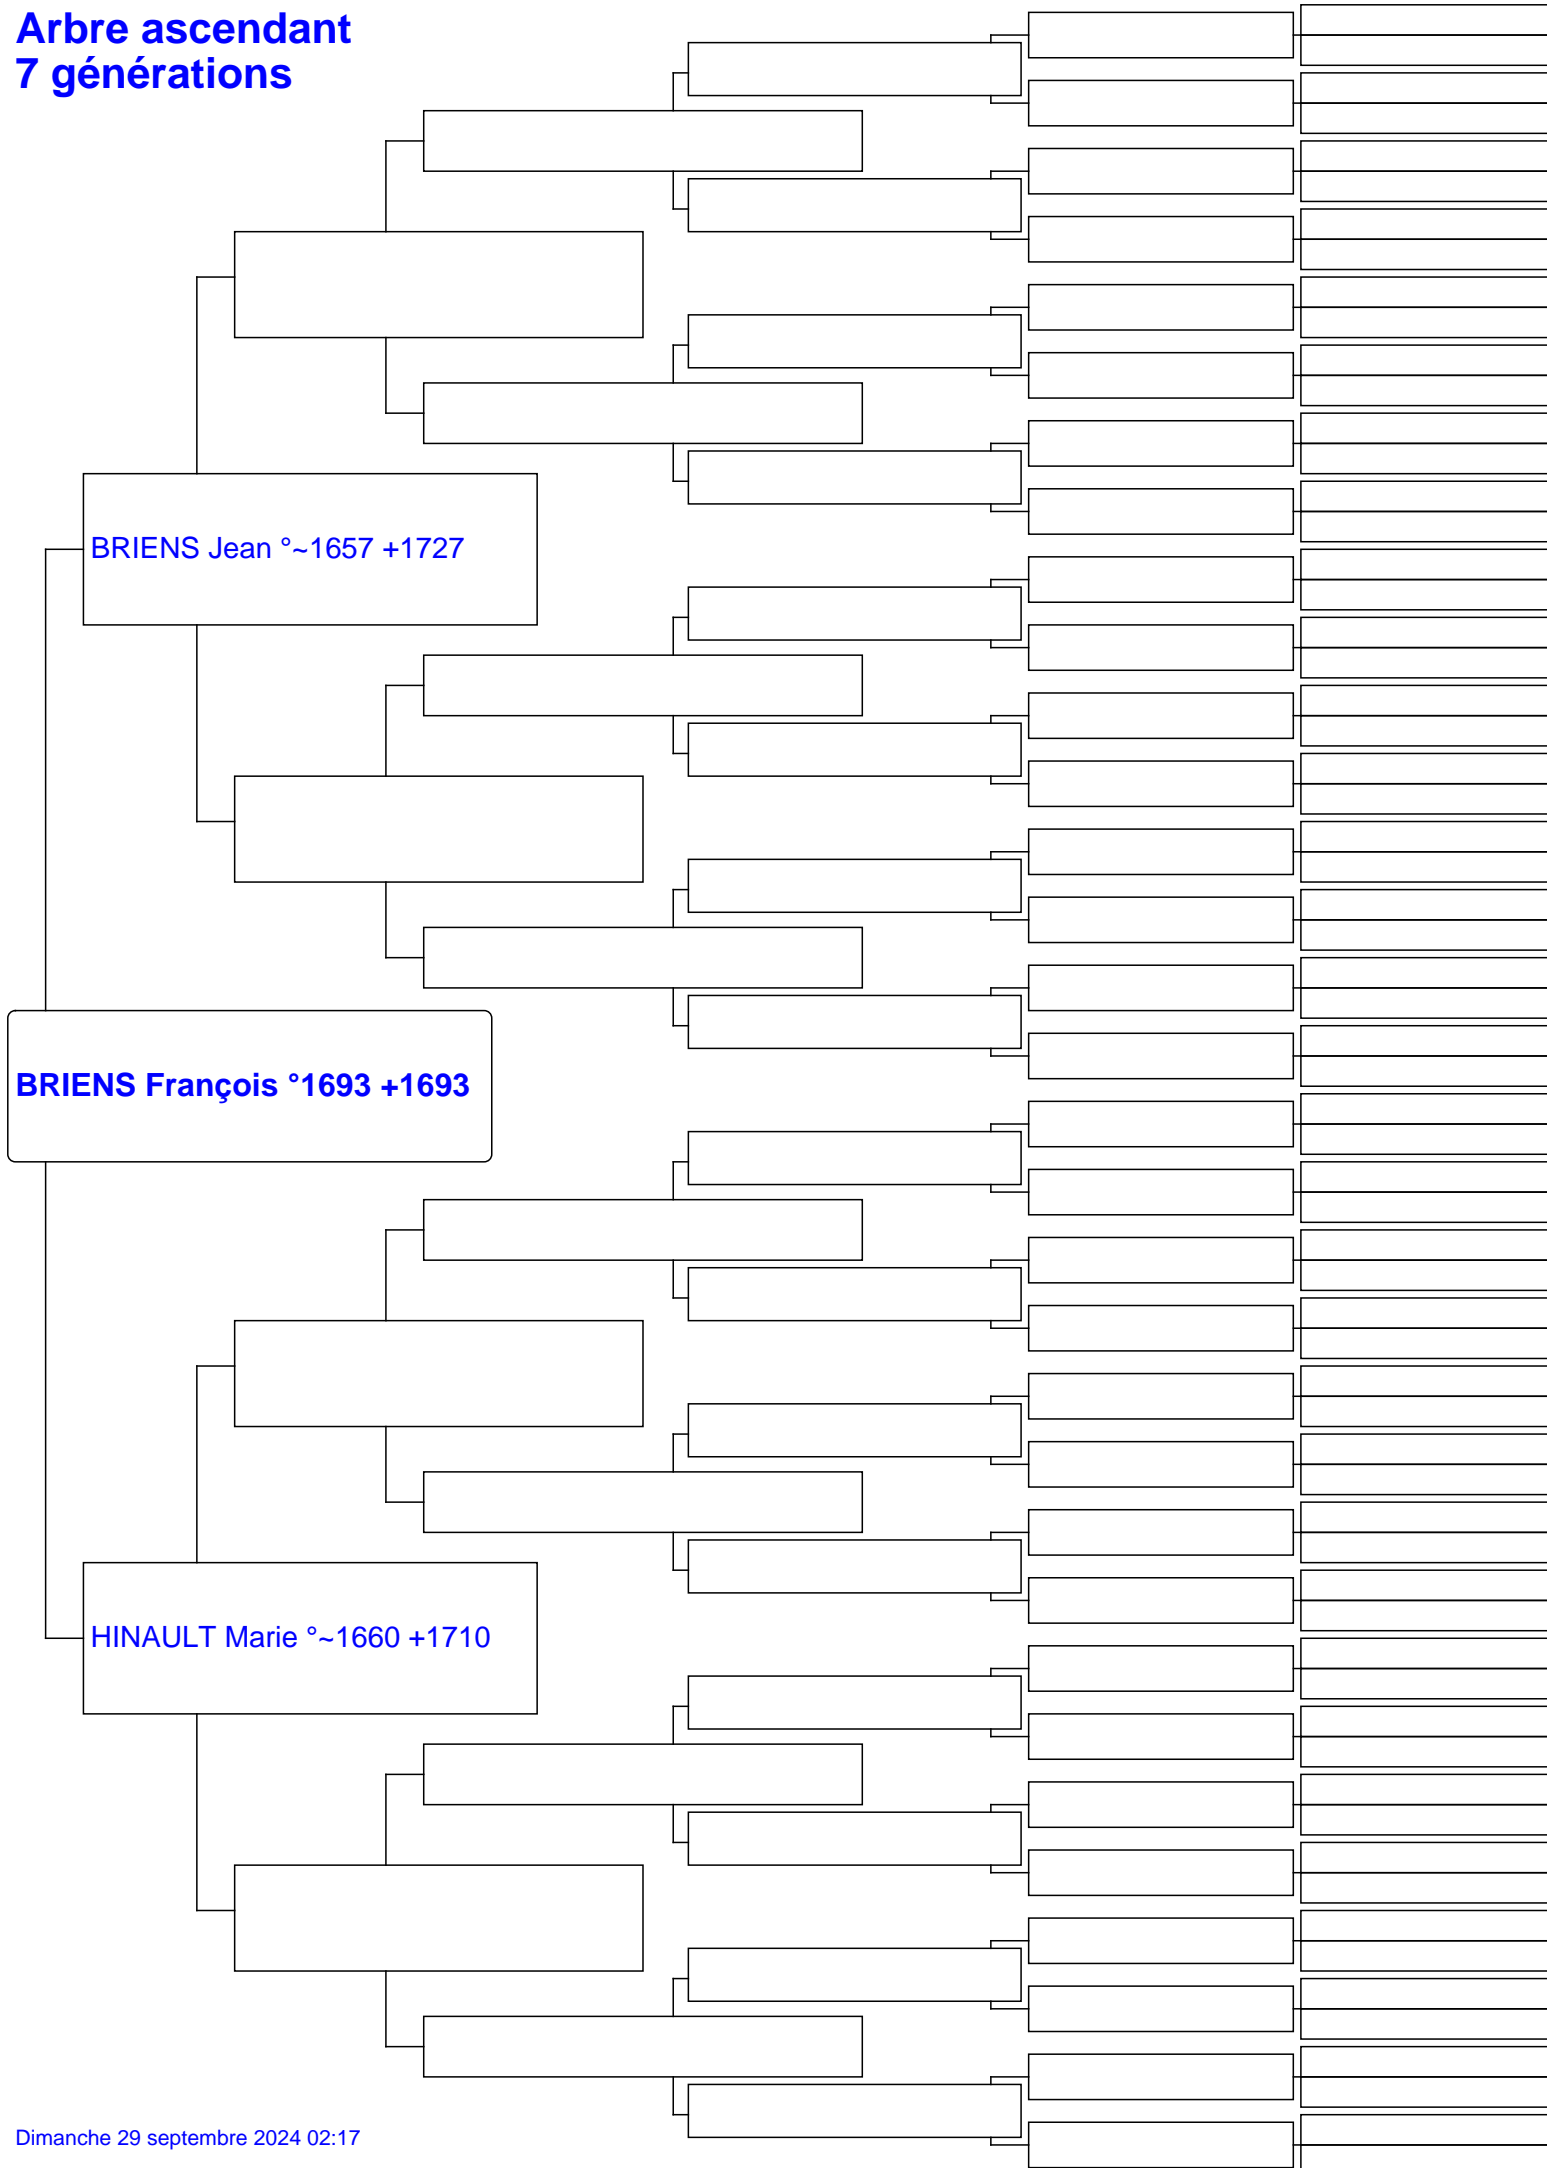 Arbre ascendant
7 générations
BRIENS Jean °~1657 +1727
BRIENS François °1693 +1693
HINAULT Marie °~1660 +1710
Dimanche 29 septembre 2024 02:17